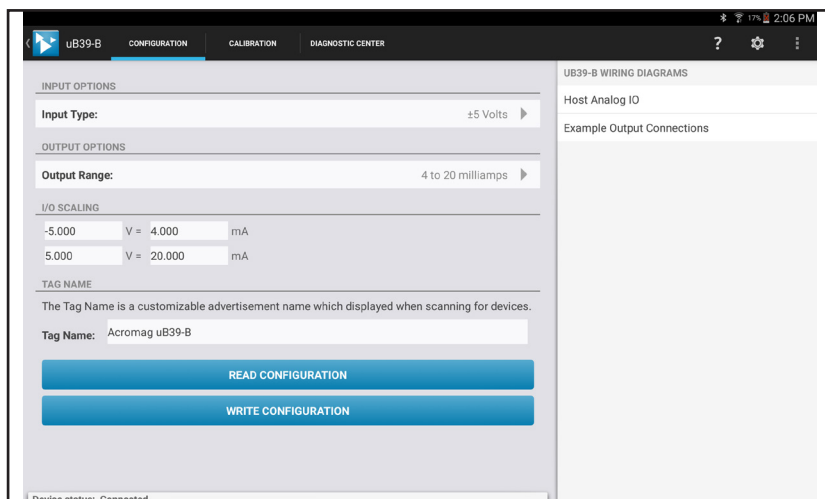 17% 2:06 PM
uB39-B CONFIGURATION CALIBRATION DIAGNOSTIC CENTER ?
INPUT OPTIONS
Input Type: ±5 Volts
OUTPUT OPTIONS
Output Range: 4 to 20 milliamps
I/O SCALING
-5.000 V = 4.000 mA
5.000 V = 20.000 mA
TAG NAME
The Tag Name is a customizable advertisement name which displayed when scanning for devices.
Tag Name: Acromag uB39-B
READ CONFIGURATION
WRITE CONFIGURATION
Device status: Connected
UB39-B WIRING DIAGRAMS
Host Analog IO
Example Output Connections